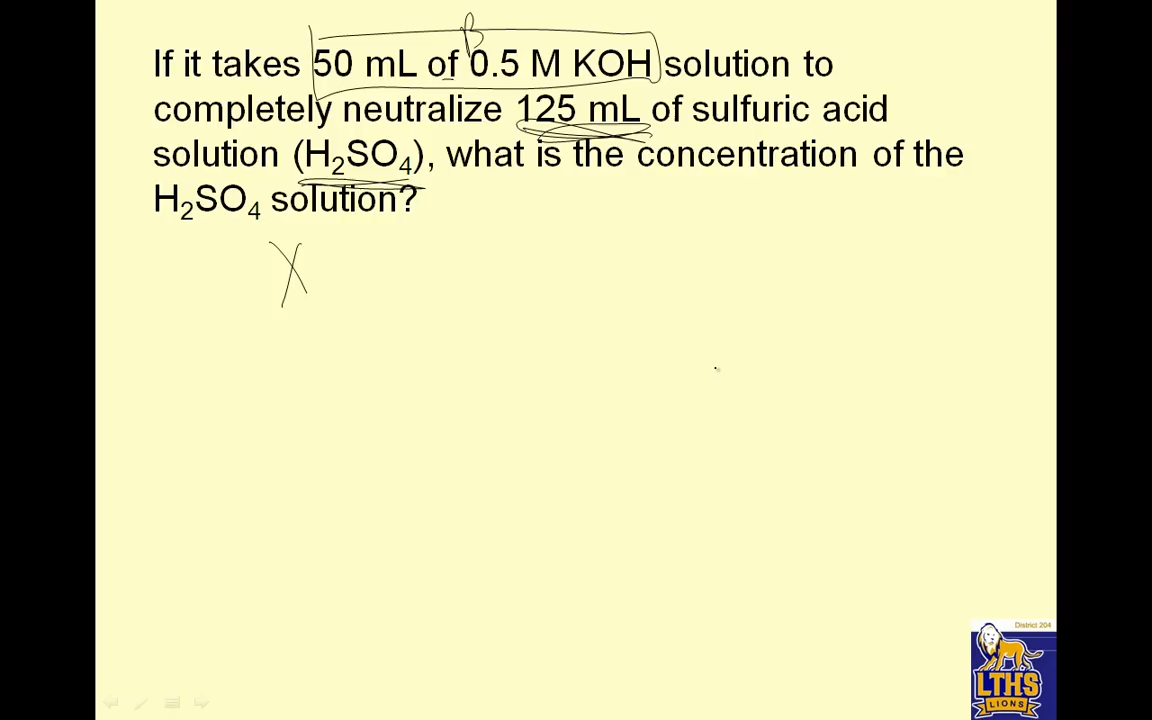 B
If it takes 50 mL of 0.5 M KOH solution to
completely neutralize 125 mL of sulfuric acid
solution (H₂SO₄), what is the concentration of the
H₂SO₄ solution?
X
District 204
LTHS
LIONS